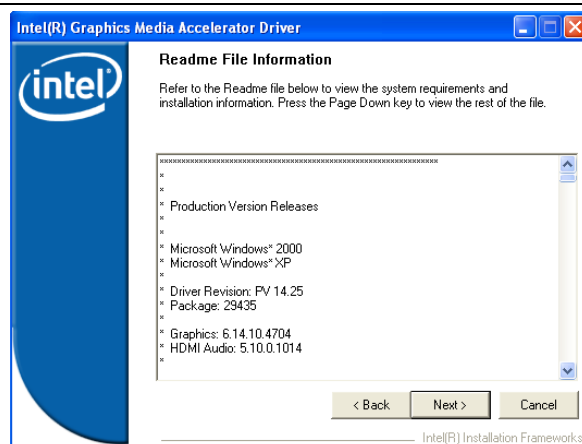 Intel(R) Graphics Media Accelerator Driver
intel
Readme File Information
Refer to the Readme file below to view the system requirements and
installation information. Press the Page Down key to view the rest of the file.
********************************************************************
*
*
* Production Version Releases
*
*
* Microsoft Windows* 2000
* Microsoft Windows* XP
*
* Driver Revision: PV 14.25
* Package: 29435
*
* Graphics: 6.14.10.4704
* HDMI Audio: 5.10.0.1014
*
< Back
Next >
Cancel
Intel(R) Installation Frameworks